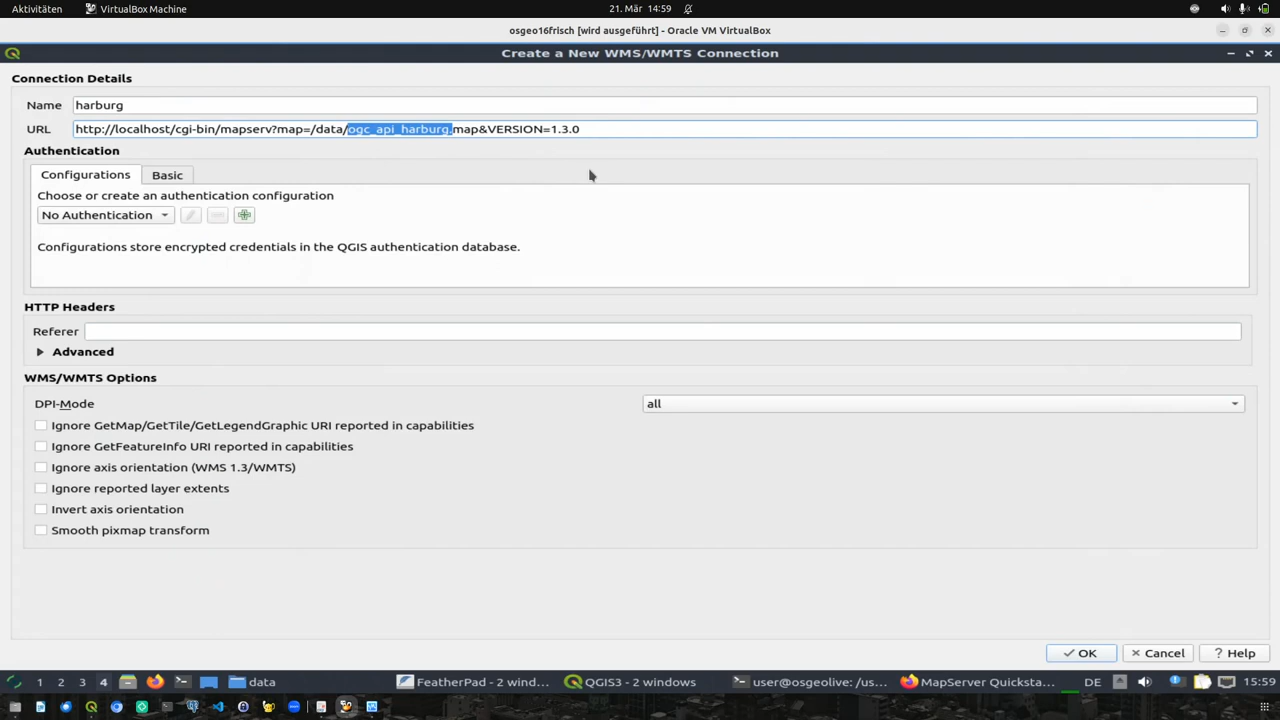 Aktivitäten
VirtualBox Machine
21. Mär 14:59
osgeo16frisch [wird ausgeführt] - Oracle VM VirtualBox
Create a New WMS/WMTS Connection
Connection Details
Name harburg
URL http://localhost/cgi-bin/mapserv?map=/data/ogc_api_harburg.map&VERSION=1.3.0
Authentication
Configurations Basic
Choose or create an authentication configuration
No Authentication
Configurations store encrypted credentials in the QGIS authentication database.
HTTP Headers
Referer
Advanced
WMS/WMTS Options
DPI-Mode all
Ignore GetMap/GetTile/GetLegendGraphic URI reported in capabilities
Ignore GetFeatureInfo URI reported in capabilities
Ignore axis orientation (WMS 1.3/WMTS)
Ignore reported layer extents
Invert axis orientation
Smooth pixmap transform
OK Cancel ? Help
1 2 3 4 data FeatherPad - 2 wind... QGIS3 - 2 windows user@osgeolive: /us... MapServer Quicksta... DE 15:59